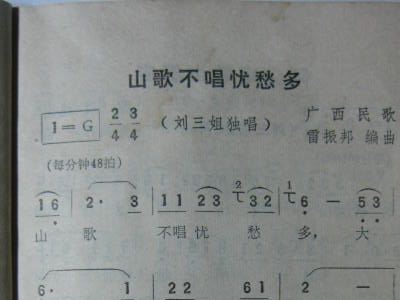 山歌不唱忧愁多
1=G 2/4 3/4 （刘三姐独唱） 广西民歌
雷振邦 编曲
（每分钟48拍）
1 6 | 2· 3 | 1 1 2 3 | 3 2 | 6 — | 5 3
山 歌 不唱忧 愁 多， 大
6· 1 2 2 2 6 1 2 —